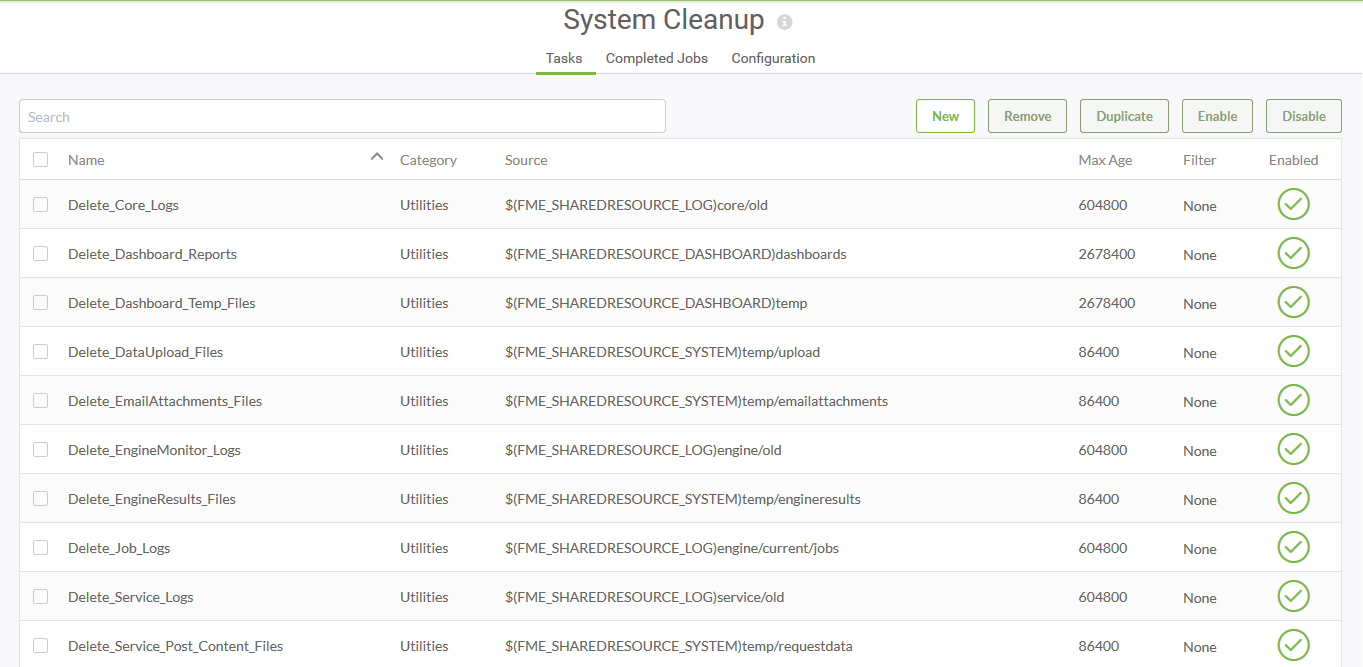 System Cleanup
Tasks Completed Jobs Configuration
Search New Remove Duplicate Enable Disable
Name Category Source Max Age Filter Enabled
Delete_Core_Logs Utilities $(FME_SHAREDRESOURCE_LOG)core/old 604800 None
Delete_Dashboard_Reports Utilities $(FME_SHAREDRESOURCE_DASHBOARD)dashboards 2678400 None
Delete_Dashboard_Temp_Files Utilities $(FME_SHAREDRESOURCE_DASHBOARD)temp 2678400 None
Delete_DataUpload_Files Utilities $(FME_SHAREDRESOURCE_SYSTEM)temp/upload 86400 None
Delete_EmailAttachments_Files Utilities $(FME_SHAREDRESOURCE_SYSTEM)temp/emailattachments 86400 None
Delete_EngineMonitor_Logs Utilities $(FME_SHAREDRESOURCE_LOG)engine/old 604800 None
Delete_EngineResults_Files Utilities $(FME_SHAREDRESOURCE_SYSTEM)temp/engineresults 86400 None
Delete_Job_Logs Utilities $(FME_SHAREDRESOURCE_LOG)engine/current/jobs 604800 None
Delete_Service_Logs Utilities $(FME_SHAREDRESOURCE_LOG)service/old 604800 None
Delete_Service_Post_Content_Files Utilities $(FME_SHAREDRESOURCE_SYSTEM)temp/requestdata 86400 None